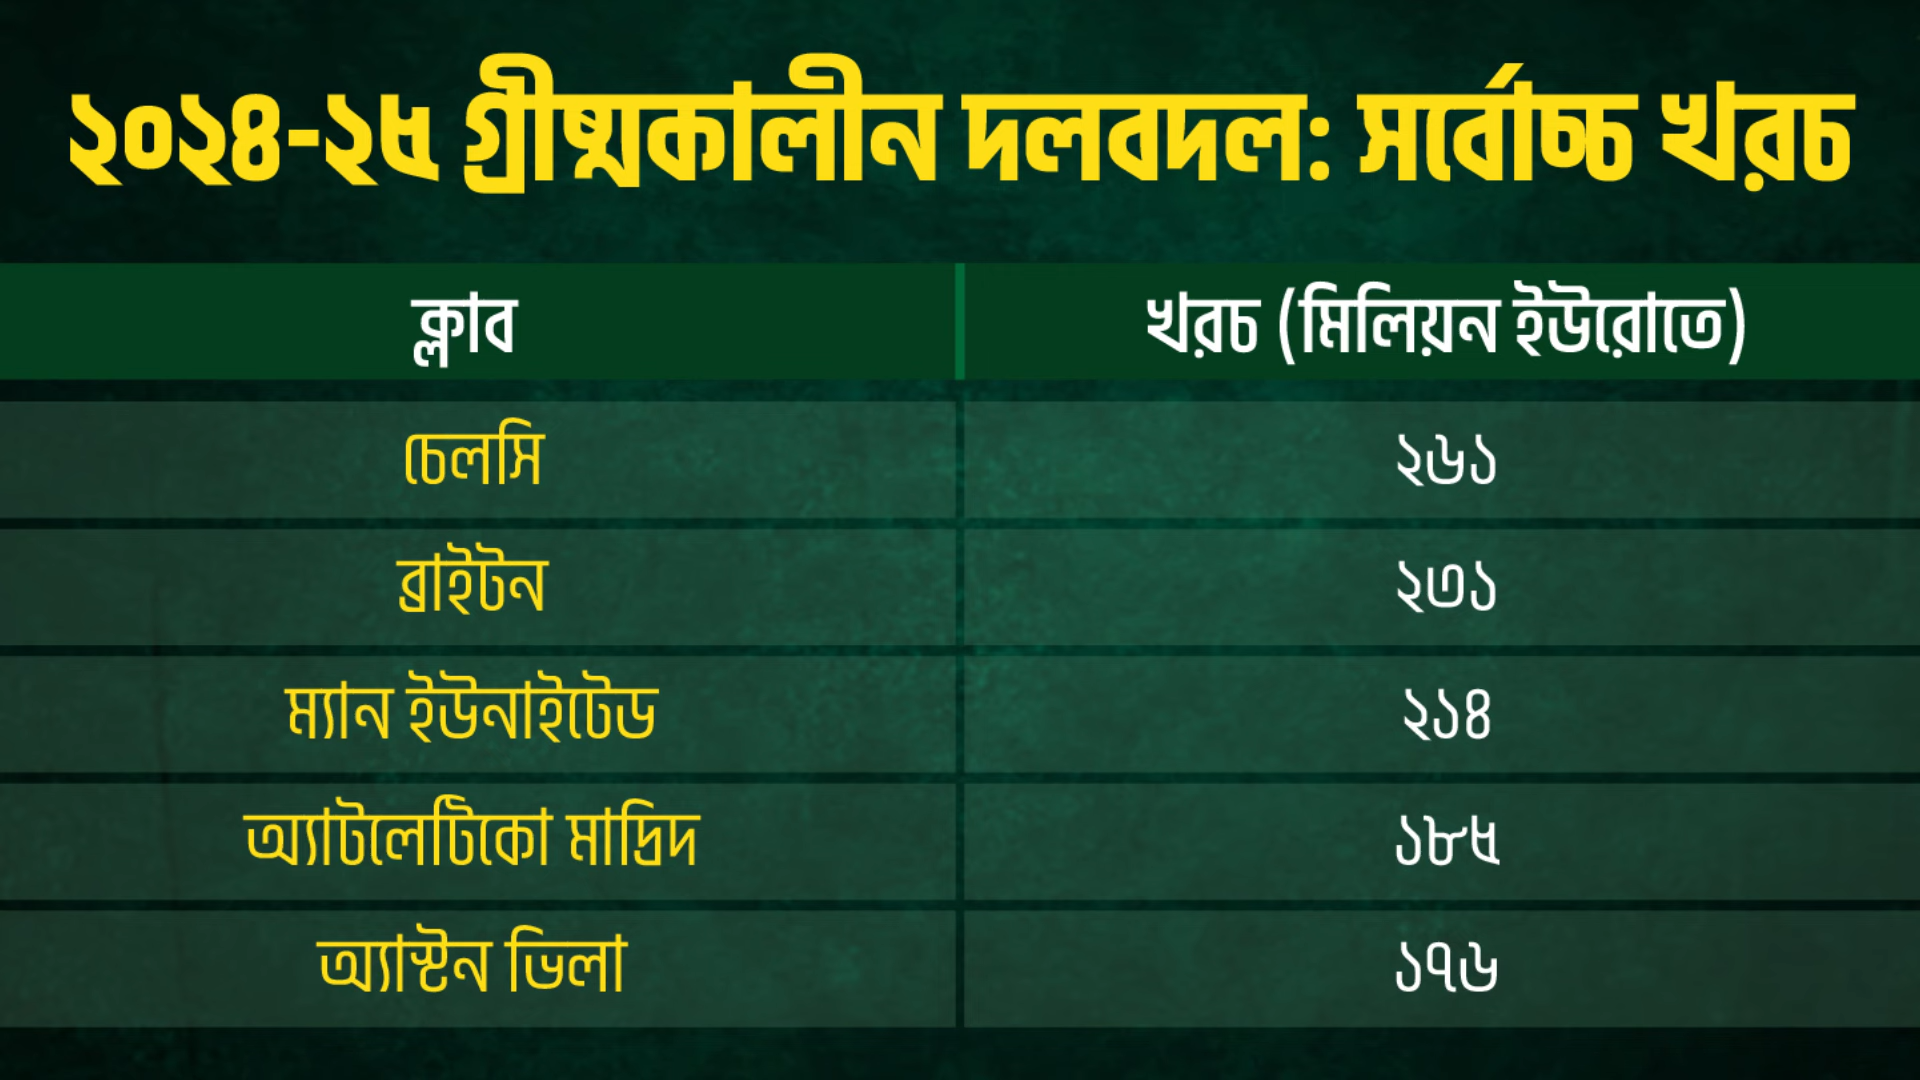 ২০২৪-২৫ গ্রীষ্মকালীন দলবদল: সর্বোচ্চ খরচ
ক্লাব খরচ (মিলিয়ন ইউরোতে)
চেলসি ২৬১
ব্রাইটন ২৩১
ম্যান ইউনাইটেড ২১৪
অ্যাটলেটিকো মাদ্রিদ ১৮৫
অ্যাস্টন ভিলা ১৭৬